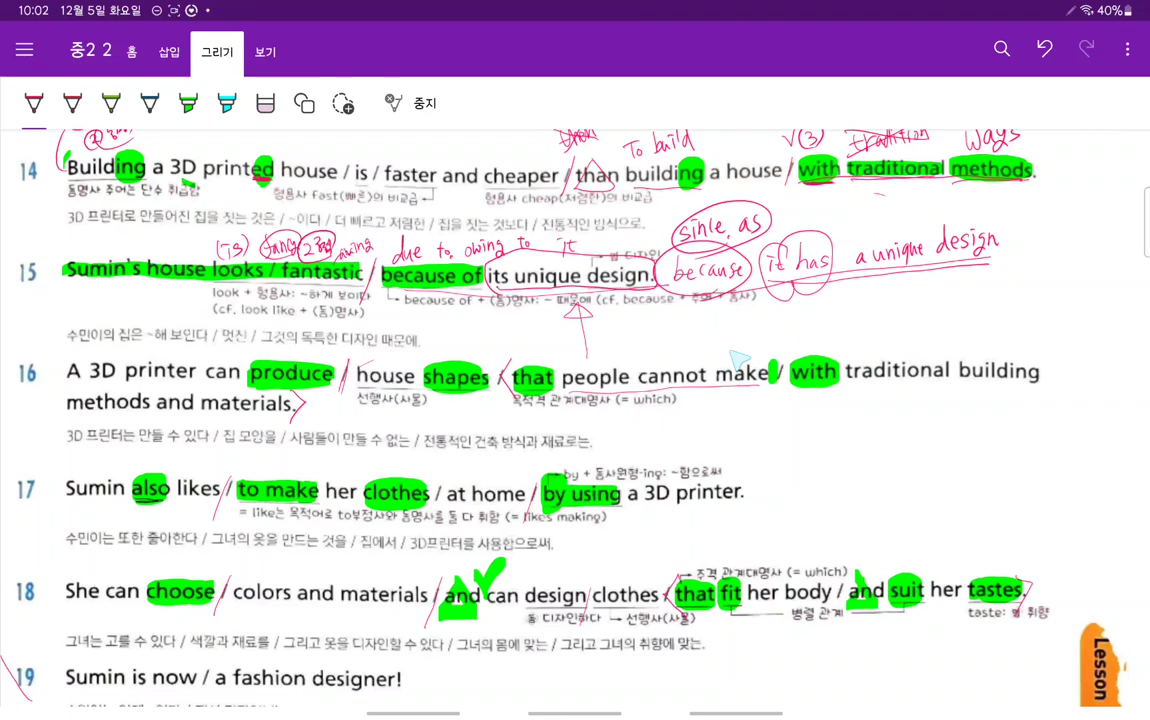 10:02 12월 5일 화요일 40%
중2 2 홈 삽입 그리기 보기
중지
To build V(3) tradition ways
14 Building a 3D printed house / is / faster and cheaper / than building a house / with traditional methods.
동명사 주어는 단수 취급함 형용사 fast(빠른)의 비교급 형용사 cheap(저렴한)의 비교급
3D 프린터로 만들어진 집을 짓는 것은 / ~이다 / 더 빠르고 저렴한 / 집을 짓는 것보다 / 전통적인 방식으로.
since, as
(is) due to, owing to it
명 디자인
15 Sumin's house looks / fantastic / because of its unique design. because it has a unique design
look + 형용사: ~하게 보이다 because of + (동)명사: ~ 때문에 (cf. because + 주어 + 동사)
(cf. look like + (동)명사)
수민이의 집은 ~해 보인다 / 멋진 / 그것의 독특한 디자인 때문에.
16 A 3D printer can produce / house shapes / that people cannot make / with traditional building
선행사(사물) 목적격 관계대명사 (= which)
methods and materials.
3D 프린터는 만들 수 있다 / 집 모양을 / 사람들이 만들 수 없는 / 전통적인 건축 방식과 재료로는.
by + 동사원형-ing: ~함으로써
17 Sumin also likes / to make her clothes / at home / by using a 3D printer.
= like는 목적어로 to부정사와 동명사를 둘 다 취함 (= likes making)
수민이는 또한 좋아한다 / 그녀의 옷을 만드는 것을 / 집에서 / 3D프린터를 사용함으로써.
주격 관계대명사 (= which)
18 She can choose / colors and materials / and can design / clothes / that fit her body / and suit her tastes.
동 디자인하다 선행사(사물) 병렬 관계 taste: 명 취향
그녀는 고를 수 있다 / 색깔과 재료를 / 그리고 옷을 디자인할 수 있다 / 그녀의 몸에 맞는 / 그리고 그녀의 취향에 맞는.
19 Sumin is now / a fashion designer!
Lesson